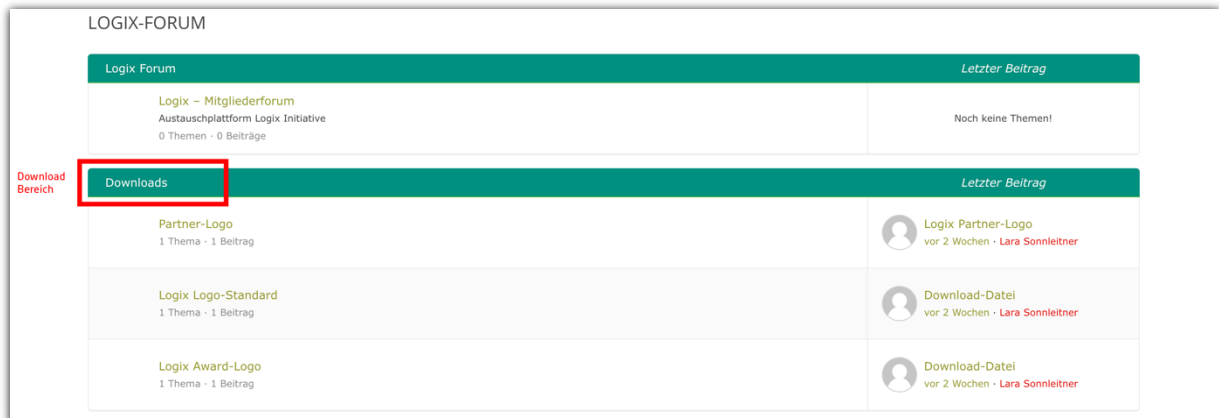 LOGIX-FORUM
Logix Forum
Letzter Beitrag
Logix – Mitgliederforum
Austauschplattform Logix Initiative
0 Themen · 0 Beiträge
Noch keine Themen!
Download
Bereich
Downloads
Letzter Beitrag
Partner-Logo
1 Thema · 1 Beitrag
Logix Partner-Logo
vor 2 Wochen · Lara Sonnleitner
Logix Logo-Standard
1 Thema · 1 Beitrag
Download-Datei
vor 2 Wochen · Lara Sonnleitner
Logix Award-Logo
1 Thema · 1 Beitrag
Download-Datei
vor 2 Wochen · Lara Sonnleitner